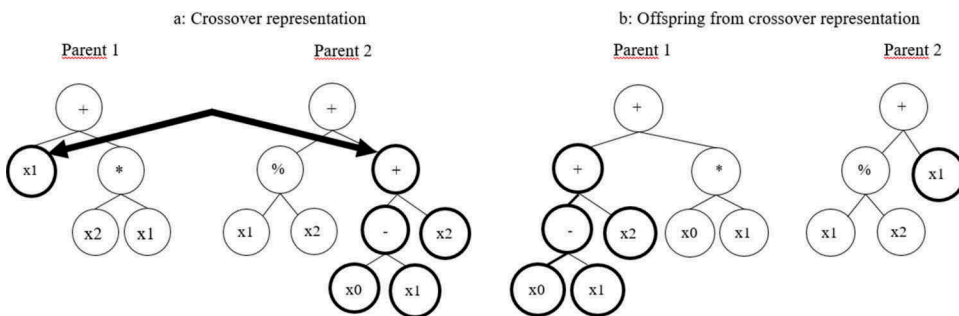 a: Crossover representation
b: Offspring from crossover representation
Parent 1
Parent 2
Parent 1
Parent 2
+
+
+
+
x1
*
%
+
+
*
%
x1
x2
x1
x1
x2
-
x2
-
x2
x0
x1
x1
x2
x0
x1
x0
x1